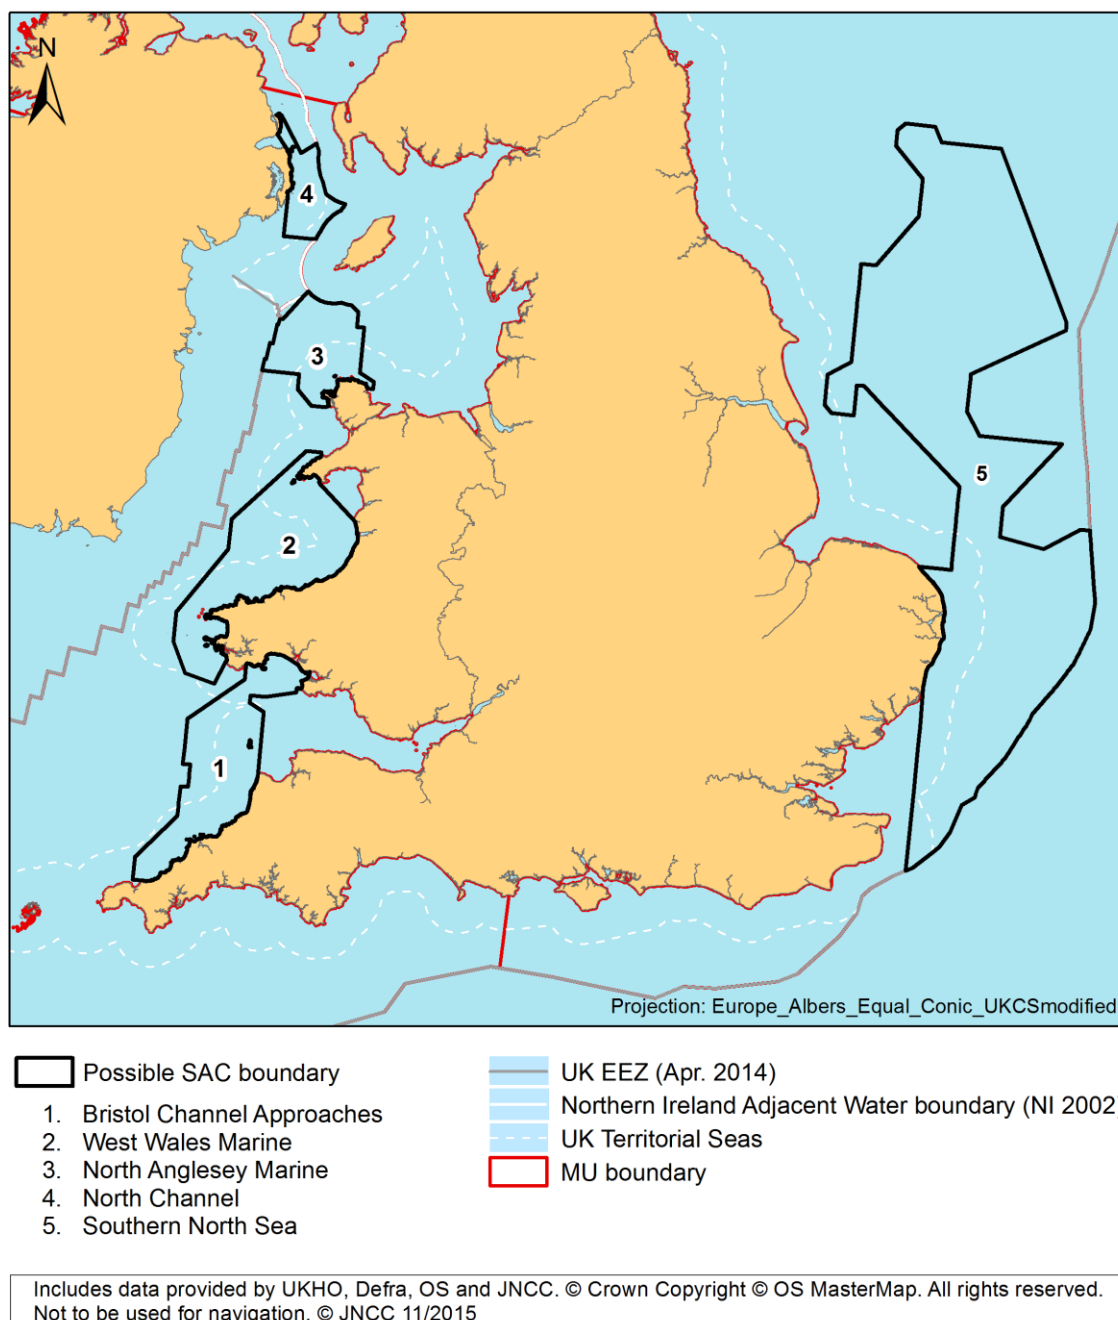 N
4
3
5
2
1
Projection: Europe_Albers_Equal_Conic_UKCSmodified
Possible SAC boundary
1. Bristol Channel Approaches
2. West Wales Marine
3. North Anglesey Marine
4. North Channel
5. Southern North Sea
UK EEZ (Apr. 2014)
Northern Ireland Adjacent Water boundary (NI 2002)
UK Territorial Seas
MU boundary
Includes data provided by UKHO, Defra, OS and JNCC. © Crown Copyright © OS MasterMap. All rights reserved.
Not to be used for navigation. © JNCC 11/2015